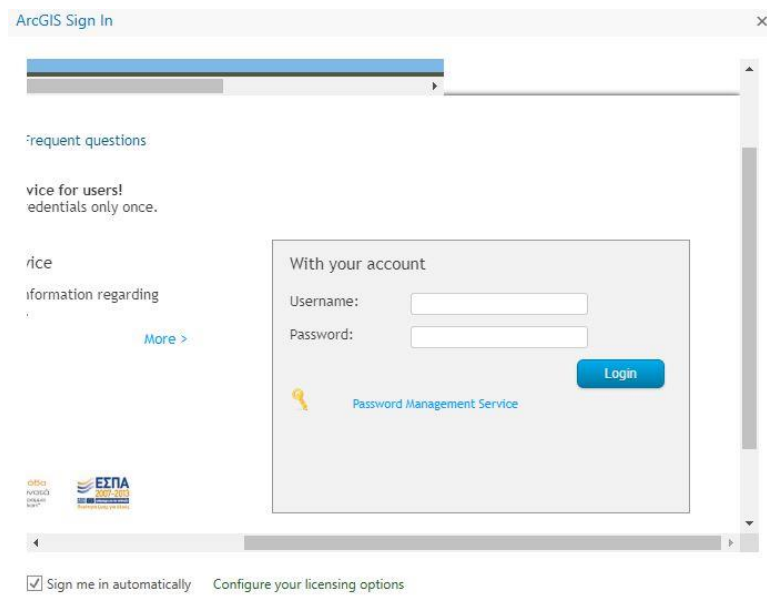 ArcGIS Sign In
Frequent questions
vice for users!
edentials only once.
vice
nformation regarding
More >
With your account
Username:
Password:
Login
Password Management Service
ΕΣΠΑ
2007-2013
Sign me in automatically
Configure your licensing options